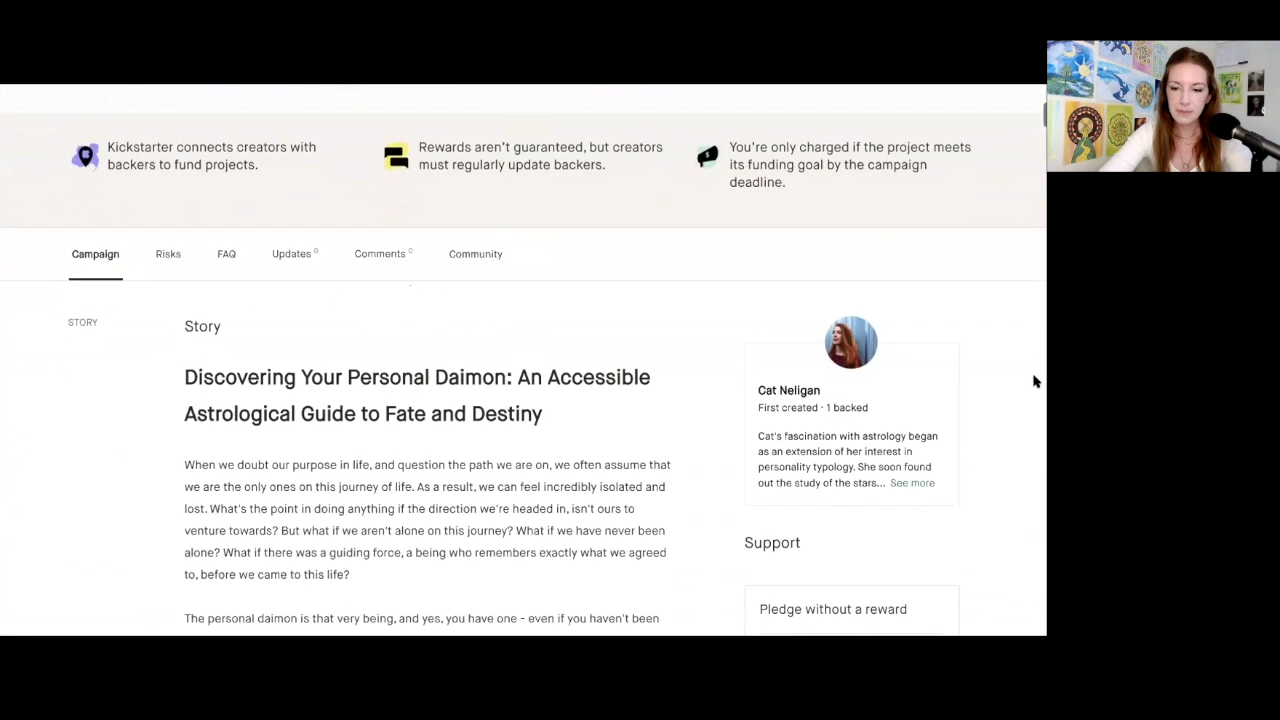 Kickstarter connects creators with
backers to fund projects.
Rewards aren't guaranteed, but creators
must regularly update backers.
You're only charged if the project meets
its funding goal by the campaign
deadline.
Campaign
Risks
FAQ
Updates 0
Comments 0
Community
STORY
Story
Discovering Your Personal Daimon: An Accessible
Astrological Guide to Fate and Destiny
When we doubt our purpose in life, and question the path we are on, we often assume that
we are the only ones on this journey of life. As a result, we can feel incredibly isolated and
lost. What's the point in doing anything if the direction we're headed in, isn't ours to
venture towards? But what if we aren't alone on this journey? What if we have never been
alone? What if there was a guiding force, a being who remembers exactly what we agreed
to, before we came to this life?
The personal daimon is that very being, and yes, you have one - even if you haven't been
Cat Neligan
First created · 1 backed
Cat's fascination with astrology began
as an extension of her interest in
personality typology. She soon found
out the study of the stars... See more
Support
Pledge without a reward